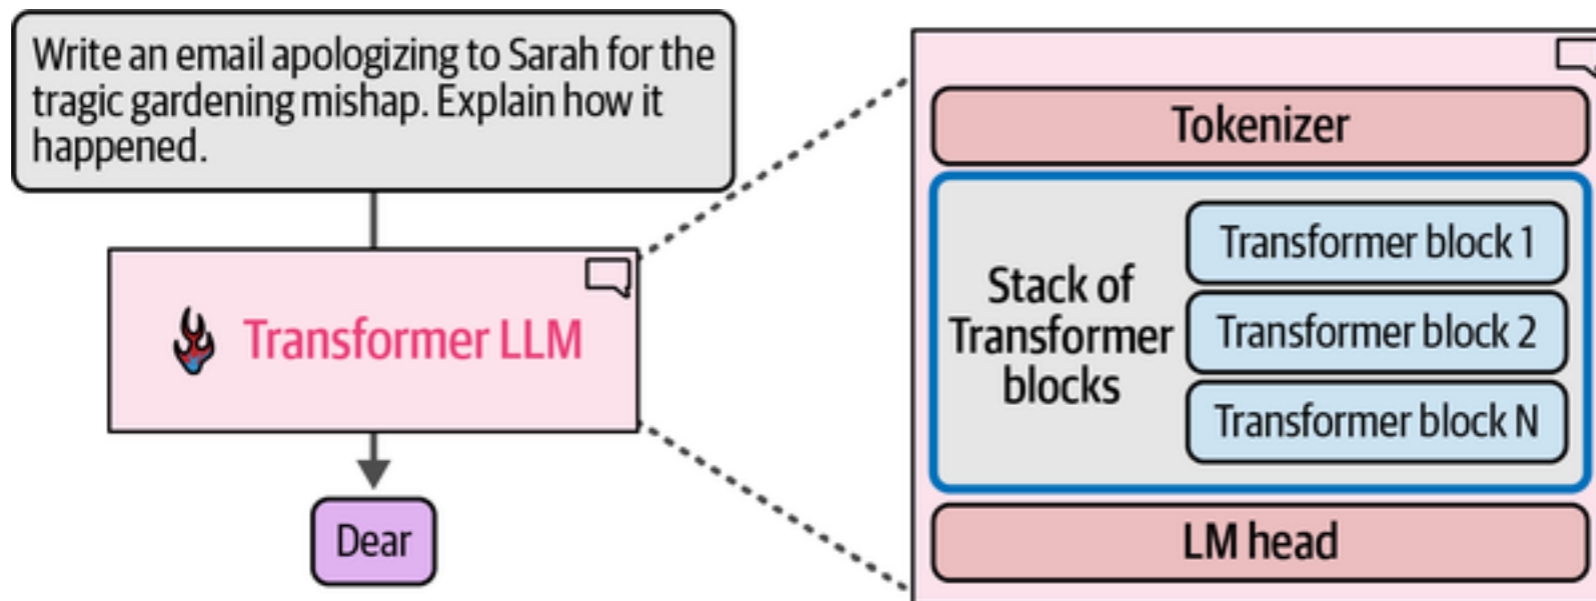 Write an email apologizing to Sarah for the
tragic gardening mishap. Explain how it
happened.
Transformer LLM
Dear
Tokenizer
Stack of
Transformer
blocks
Transformer block 1
Transformer block 2
Transformer block N
LM head